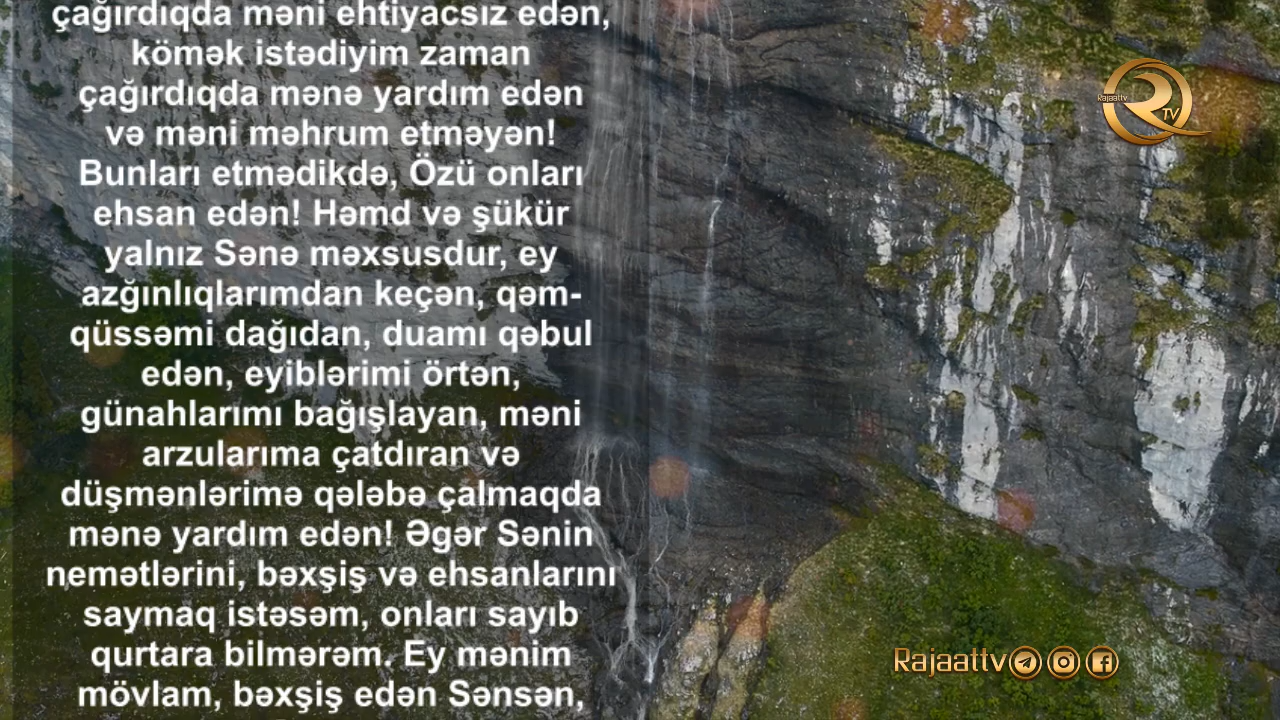 çağırdıqda məni ehtiyacsız edən,
kömək istədiyim zaman
çağırdıqda mənə yardım edən
və məni məhrum etməyən!
Bunları etmədikdə, Özü onları
ehsan edən! Həmd və şükür
yalnız Sənə məxsusdur, ey
azğınlıqlarımdan keçən, qəm-
qüssəmi dağıdan, duamı qəbul
edən, eyiblərimi örtən,
günahlarımı bağışlayan, məni
arzularıma çatdıran və
düşmənlərimə qələbə çalmaqda
mənə yardım edən! Əgər Sənin
nemətlərini, bəxşiş və ehsanlarını
saymaq istəsəm, onları sayıb
qurtara bilmərəm. Ey mənim
mövlam, bəxşiş edən Sənsən,
Rajaattv
R TV
Rajaattv